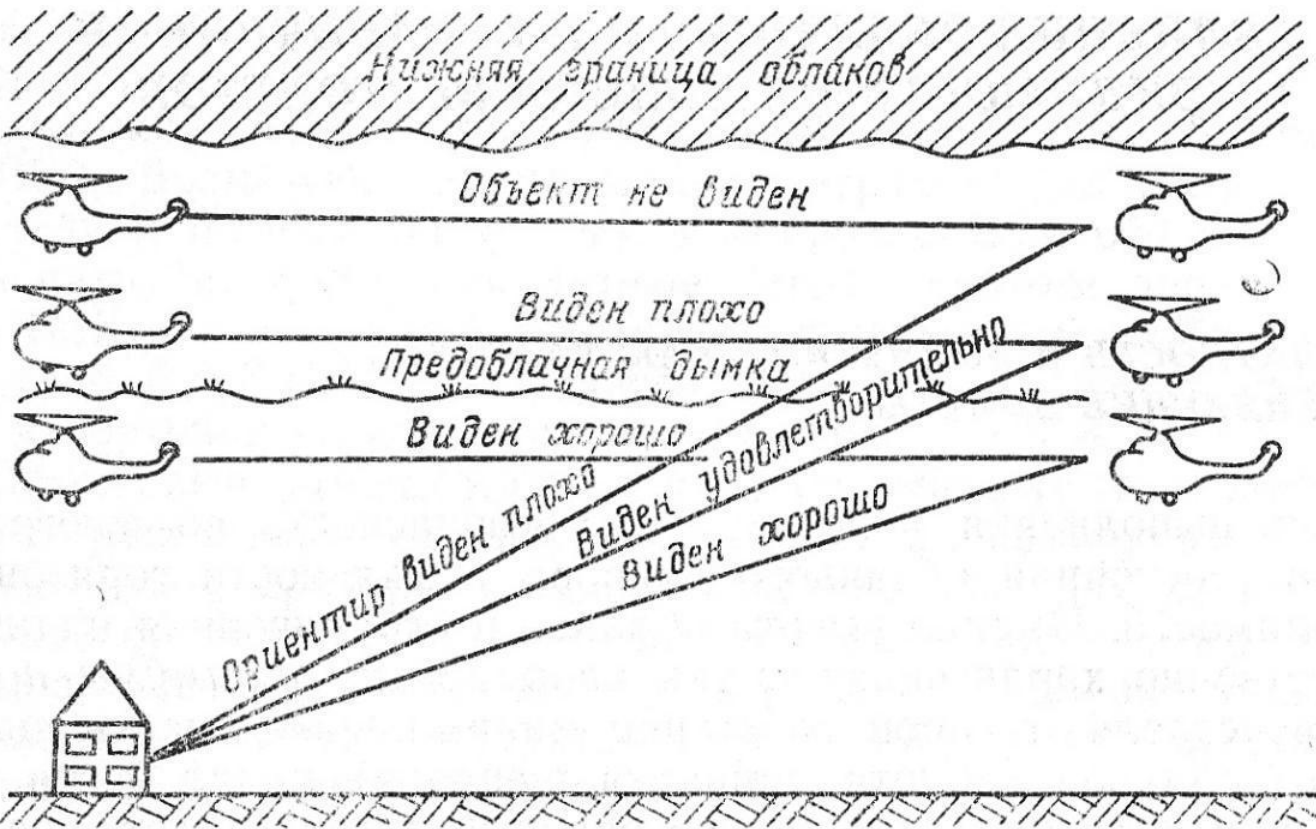 Нижняя граница облаков
Объект не виден
Виден плохо
Предоблачная дымка
Виден хорошо
Ориентир виден плохо
Виден удовлетворительно
Виден хорошо